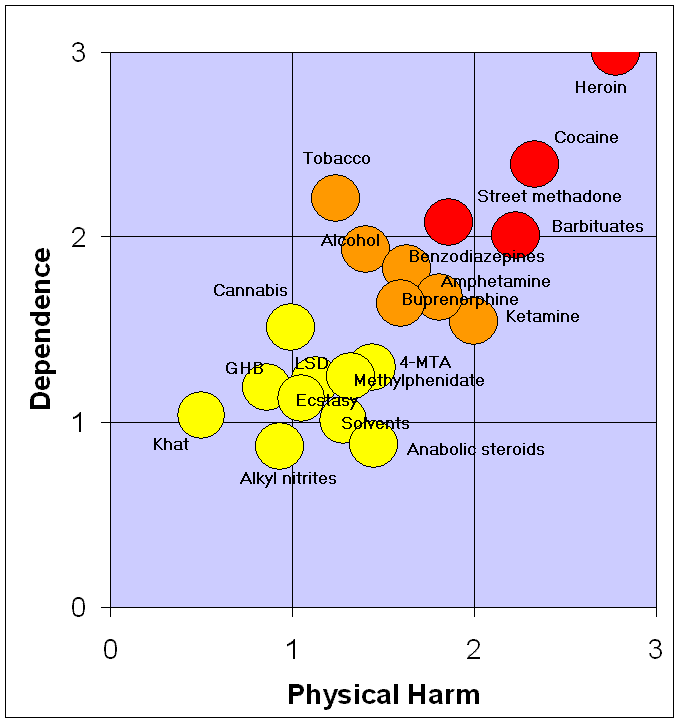 3
Heroin
Cocaine
Tobacco
Street methadone
Barbituates
2
Alcohol
Benzodiazepines
Amphetamine
Cannabis
Buprenorphine
Ketamine
Dependence
GHB
LSD
4-MTA
Methylphenidate
Ecstasy
1
Solvents
Khat
Anabolic steroids
Alkyl nitrites
0
0 1 2 3
Physical Harm